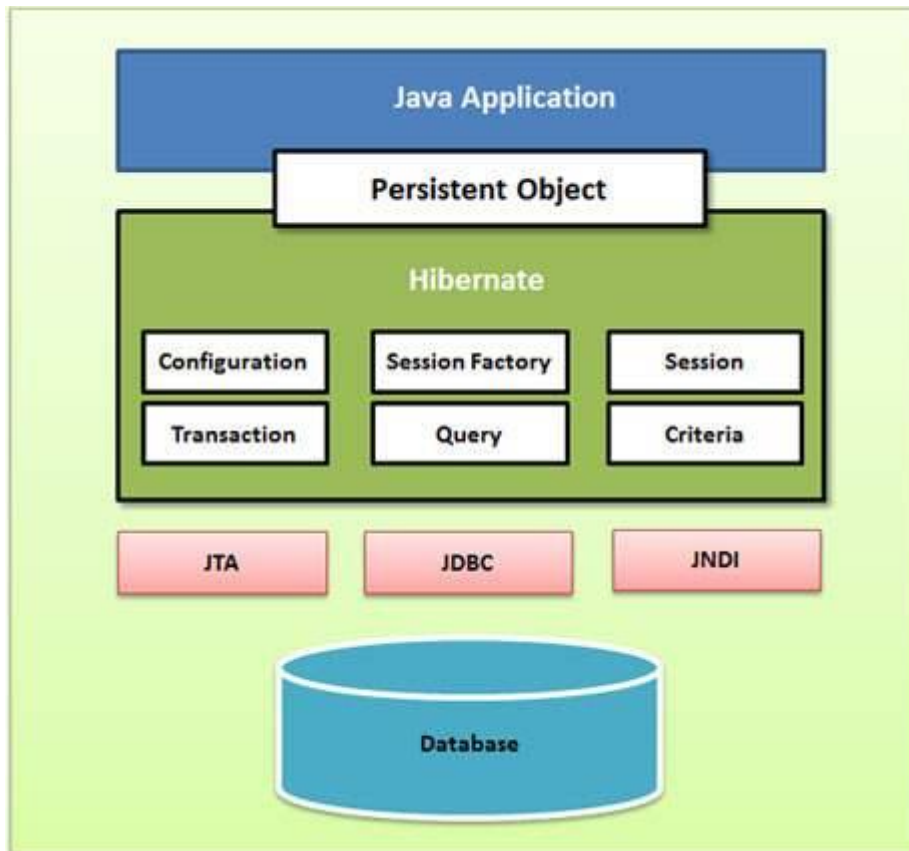 Java Application
Persistent Object
Hibernate
Configuration
Session Factory
Session
Transaction
Query
Criteria
JTA
JDBC
JNDI
Database